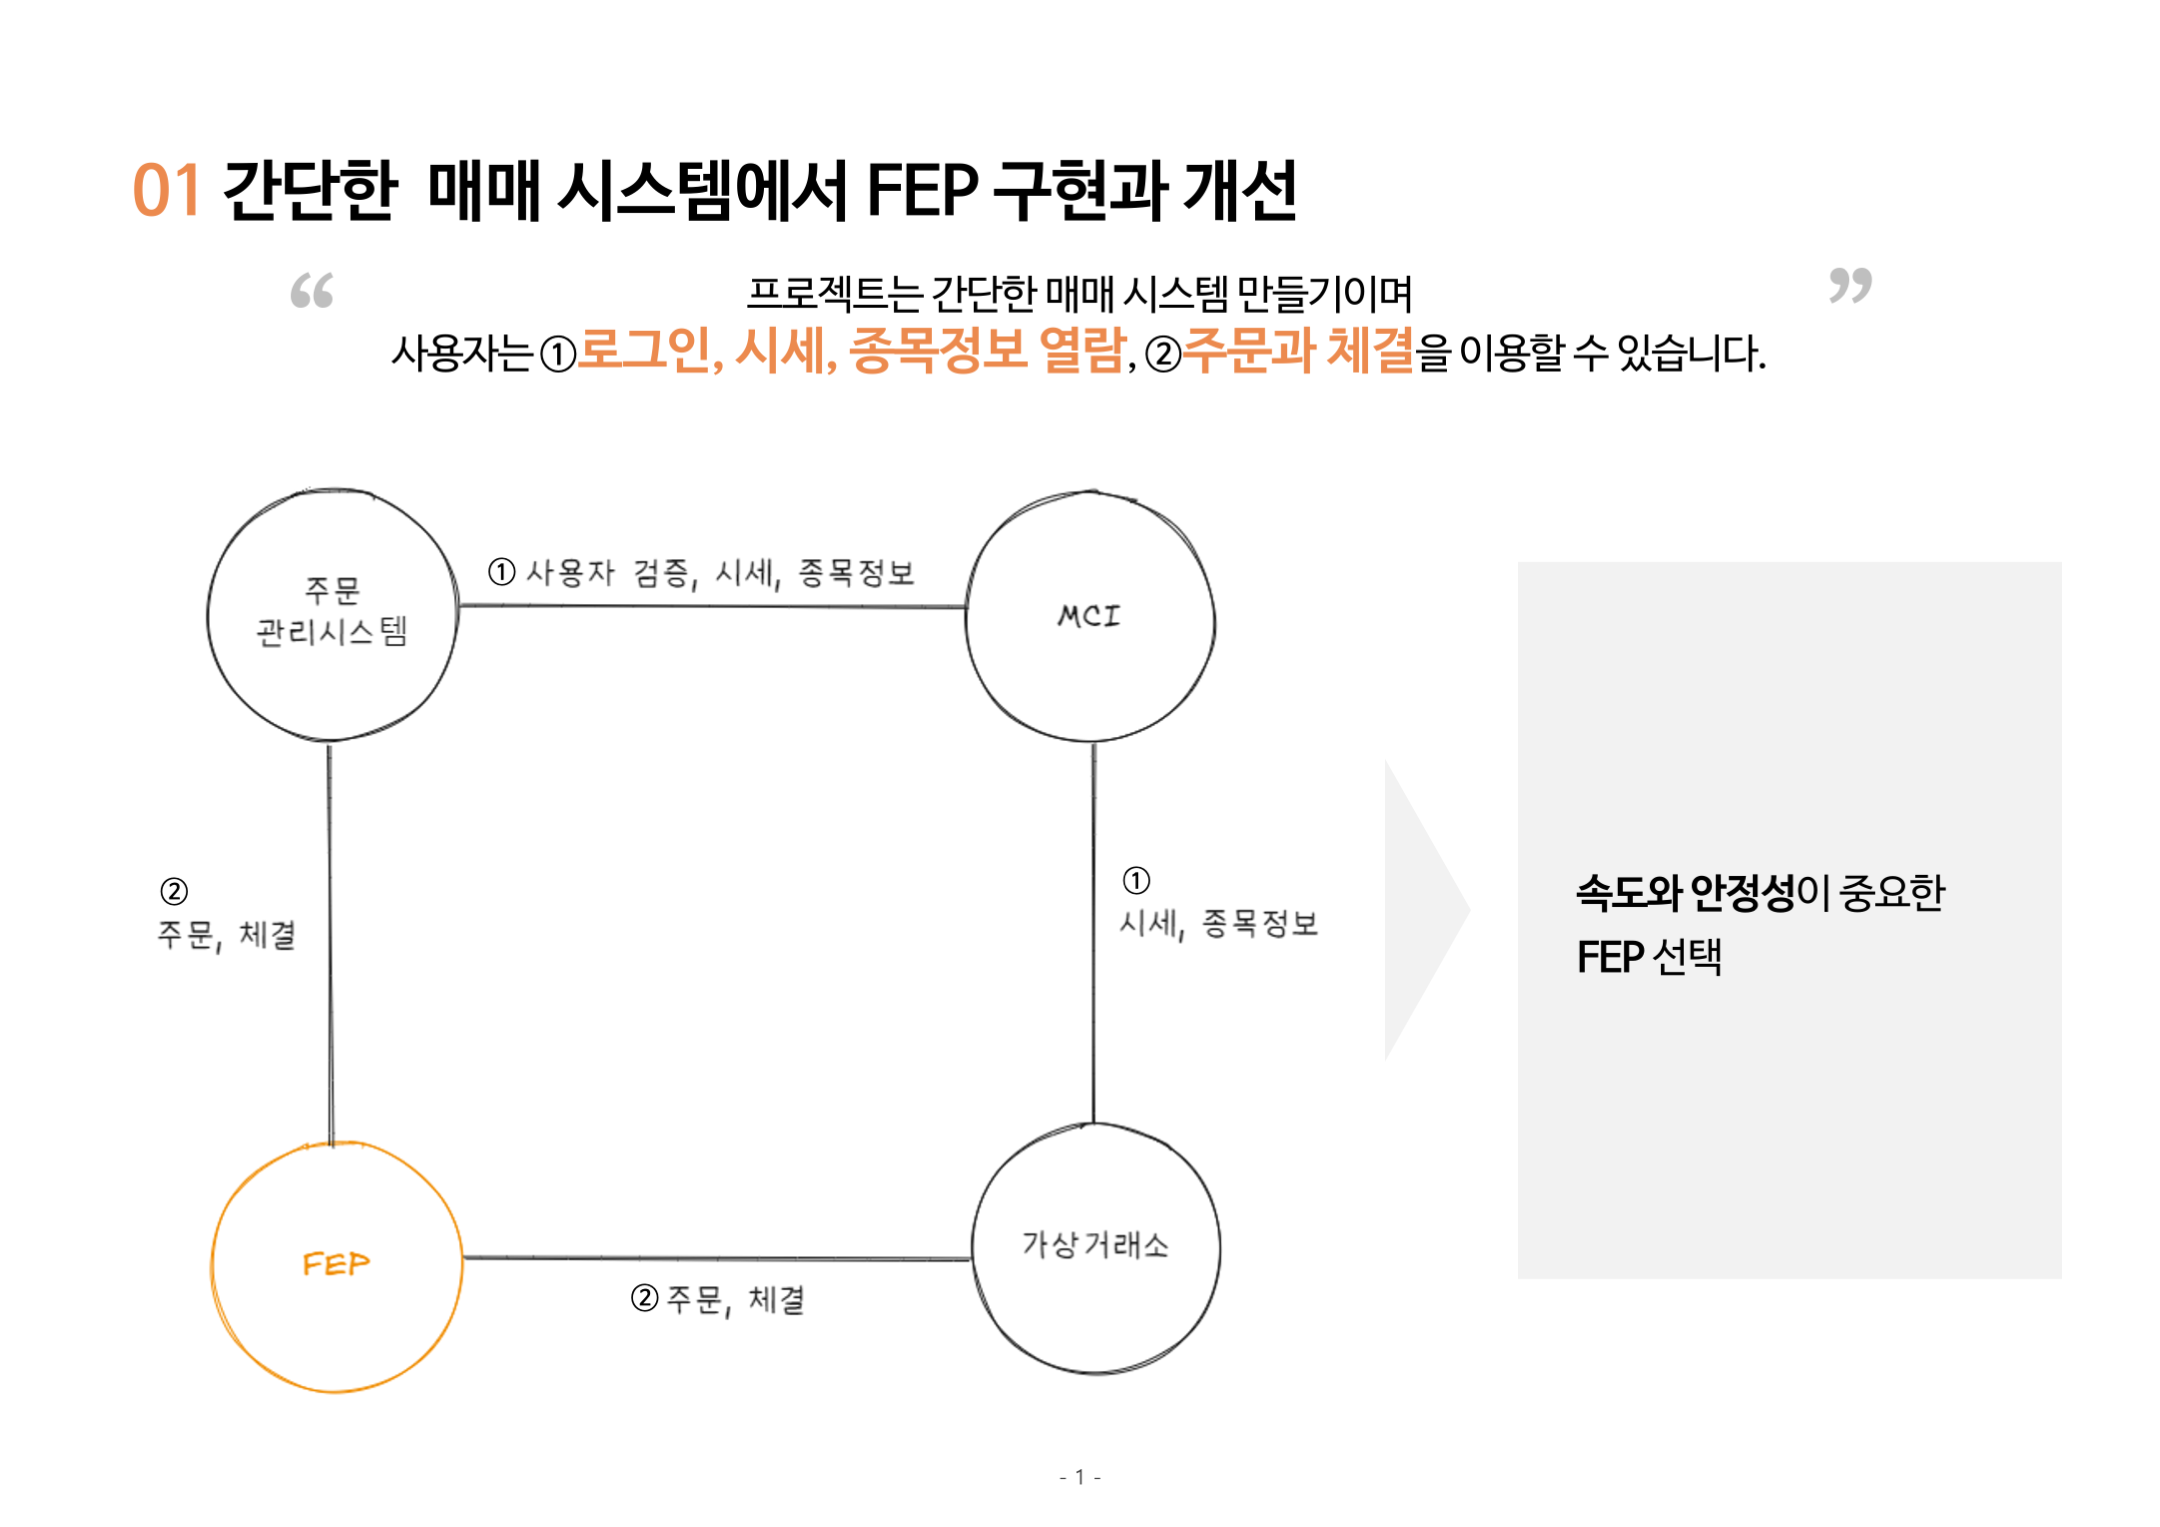 01 간단한 매매 시스템에서 FEP 구현과 개선
“ 프로젝트는 간단한 매매 시스템 만들기이며 ”
사용자는 ①로그인, 시세, 종목정보 열람, ②주문과 체결을 이용할 수 있습니다.
① 사용자 검증, 시세, 종목정보
주문
관리시스템
MCI
②
주문, 체결
①
시세, 종목정보
속도와 안정성이 중요한
FEP 선택
FEP
가상거래소
② 주문, 체결
- 1 -